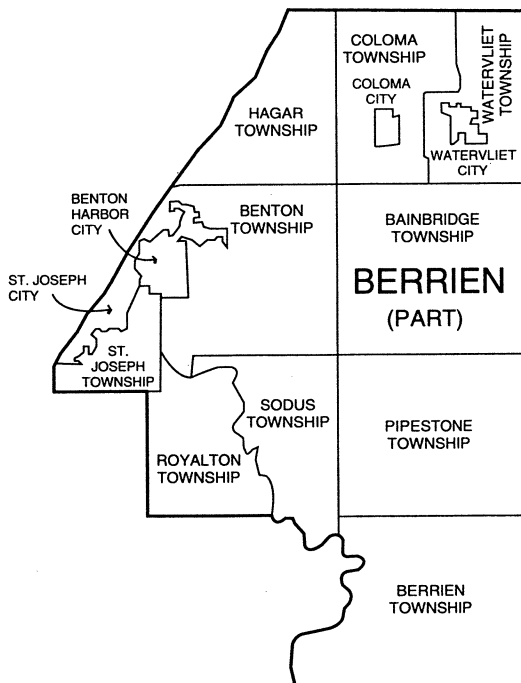 COLOMA
TOWNSHIP
COLOMA
CITY
WATERVLIET
TOWNSHIP
WATERVLIET
CITY
HAGAR
TOWNSHIP
BENTON
HARBOR
CITY
BENTON
TOWNSHIP
BAINBRIDGE
TOWNSHIP
BERRIEN
(PART)
ST. JOSEPH
CITY
ST.
JOSEPH
TOWNSHIP
SODUS
TOWNSHIP
PIPESTONE
TOWNSHIP
ROYALTON
TOWNSHIP
BERRIEN
TOWNSHIP